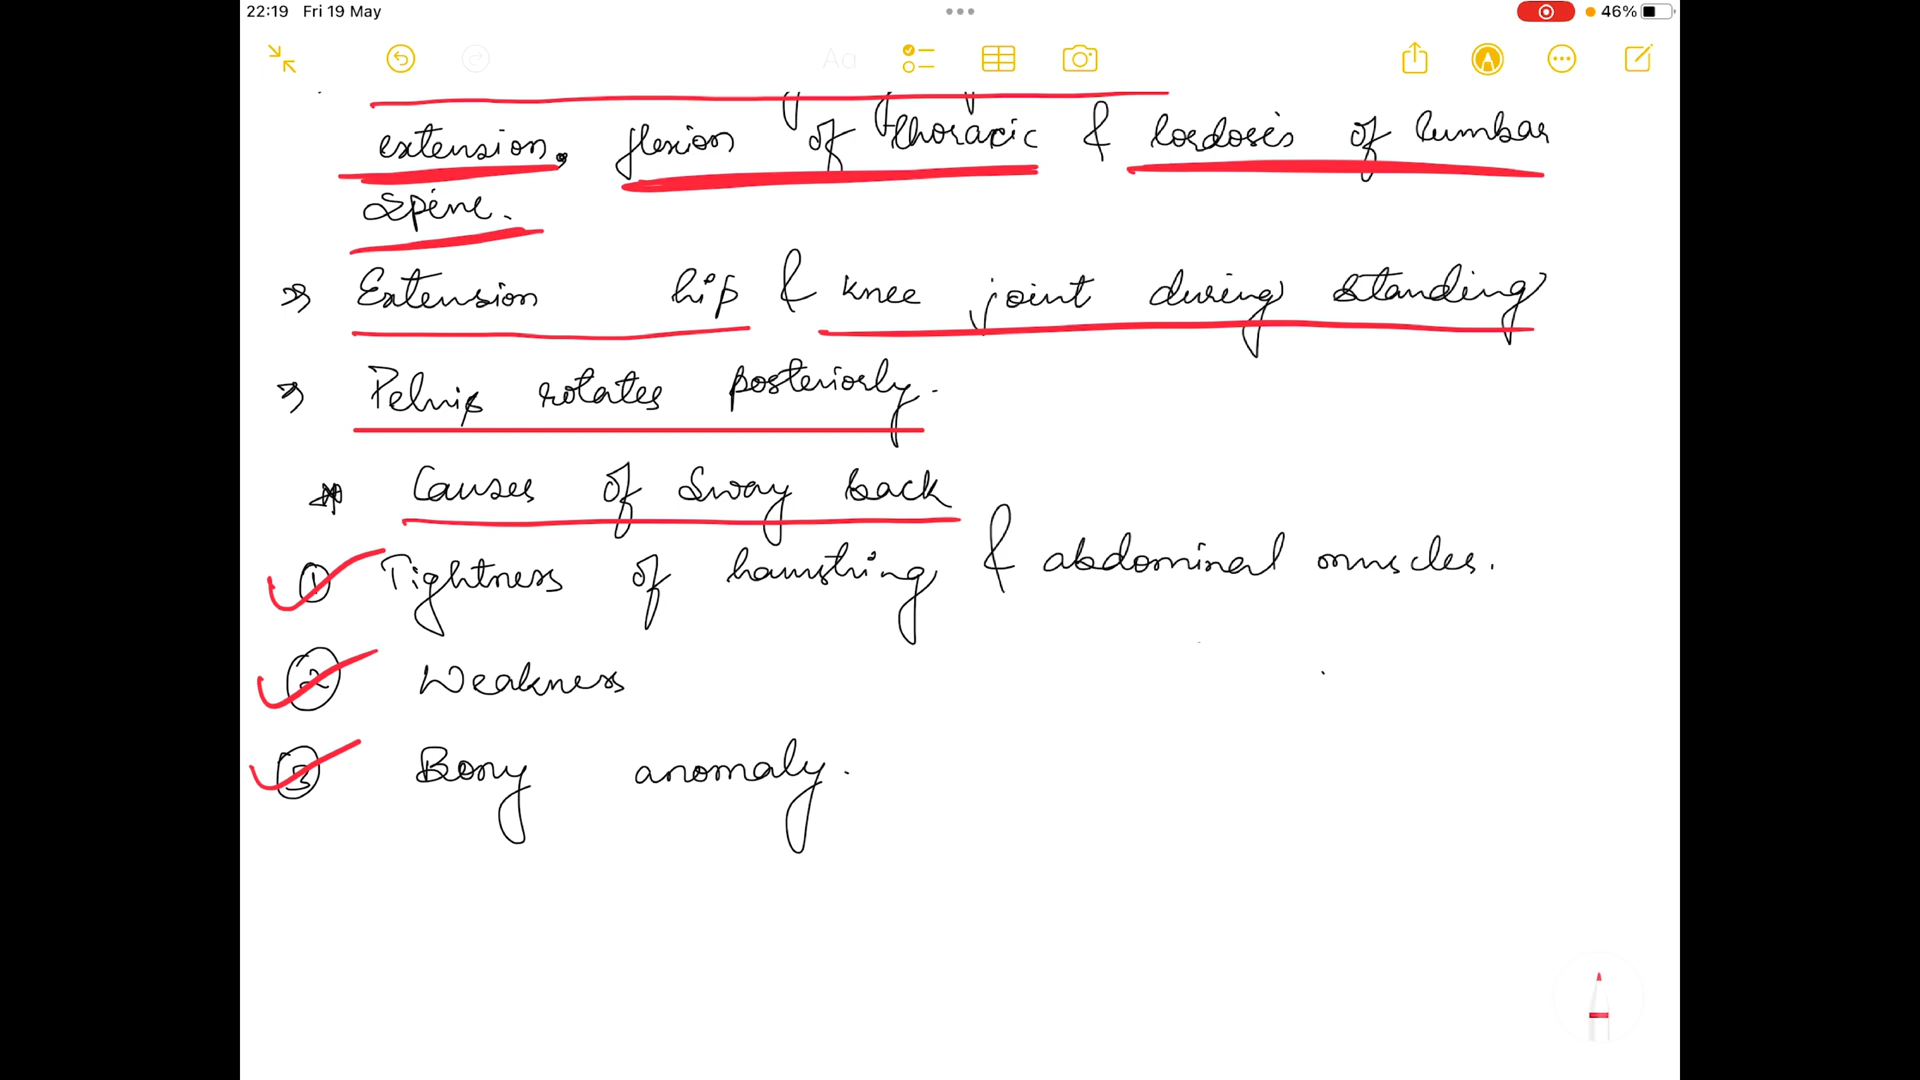 22:19 Fri 19 May
46%
Aa
extension, flexion of thoracic & lordosis of lumbar
spine.
Extension hip & knee joint during standing
Pelvis rotates posteriorly.
* Causes of Sway back
① Tightness of hamstring & abdominal muscles.
② Weakness
③ Bony anomaly.